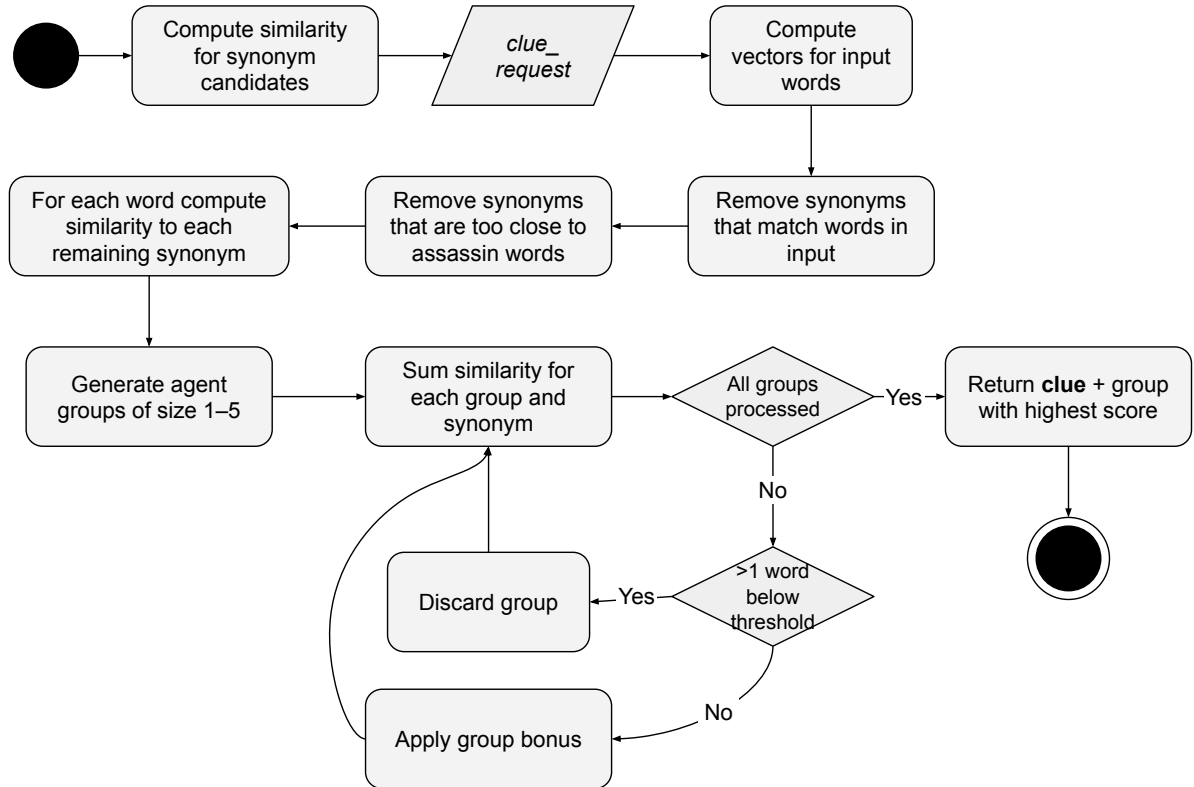 Compute similarity
for synonym
candidates
clue_
request
Compute
vectors for input
words
For each word compute
similarity to each
remaining synonym
Remove synonyms
that are too close to
assassin words
Remove synonyms
that match words in
input
Generate agent
groups of size 1–5
Sum similarity for
each group and
synonym
All groups
processed
Yes
Return clue + group
with highest score
No
>1 word
below
threshold
Yes
Discard group
No
Apply group bonus